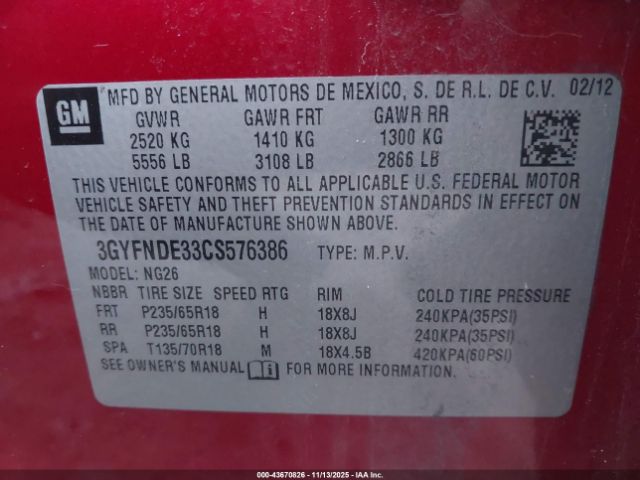 GM
MFD BY GENERAL MOTORS DE MEXICO, S. DE R.L. DE C.V. 02/12
GVWR GAWR FRT GAWR RR
2520 KG 1410 KG 1300 KG
5556 LB 3108 LB 2866 LB
THIS VEHICLE CONFORMS TO ALL APPLICABLE U.S. FEDERAL MOTOR
VEHICLE SAFETY AND THEFT PREVENTION STANDARDS IN EFFECT ON
THE DATE OF MANUFACTURE SHOWN ABOVE.
3GYFNDE33CS576386 TYPE: M.P.V.
MODEL: NG26
NBBR TIRE SIZE SPEED RTG RIM COLD TIRE PRESSURE
FRT P235/65R18 H 18X8J 240KPA(35PSI)
RR P235/65R18 H 18X8J 240KPA(35PSI)
SPA T135/70R18 M 18X4.5B 420KPA(60PSI)
SEE OWNER'S MANUAL FOR MORE INFORMATION.
000-43670826 - 11/13/2025 - IAAI.COM